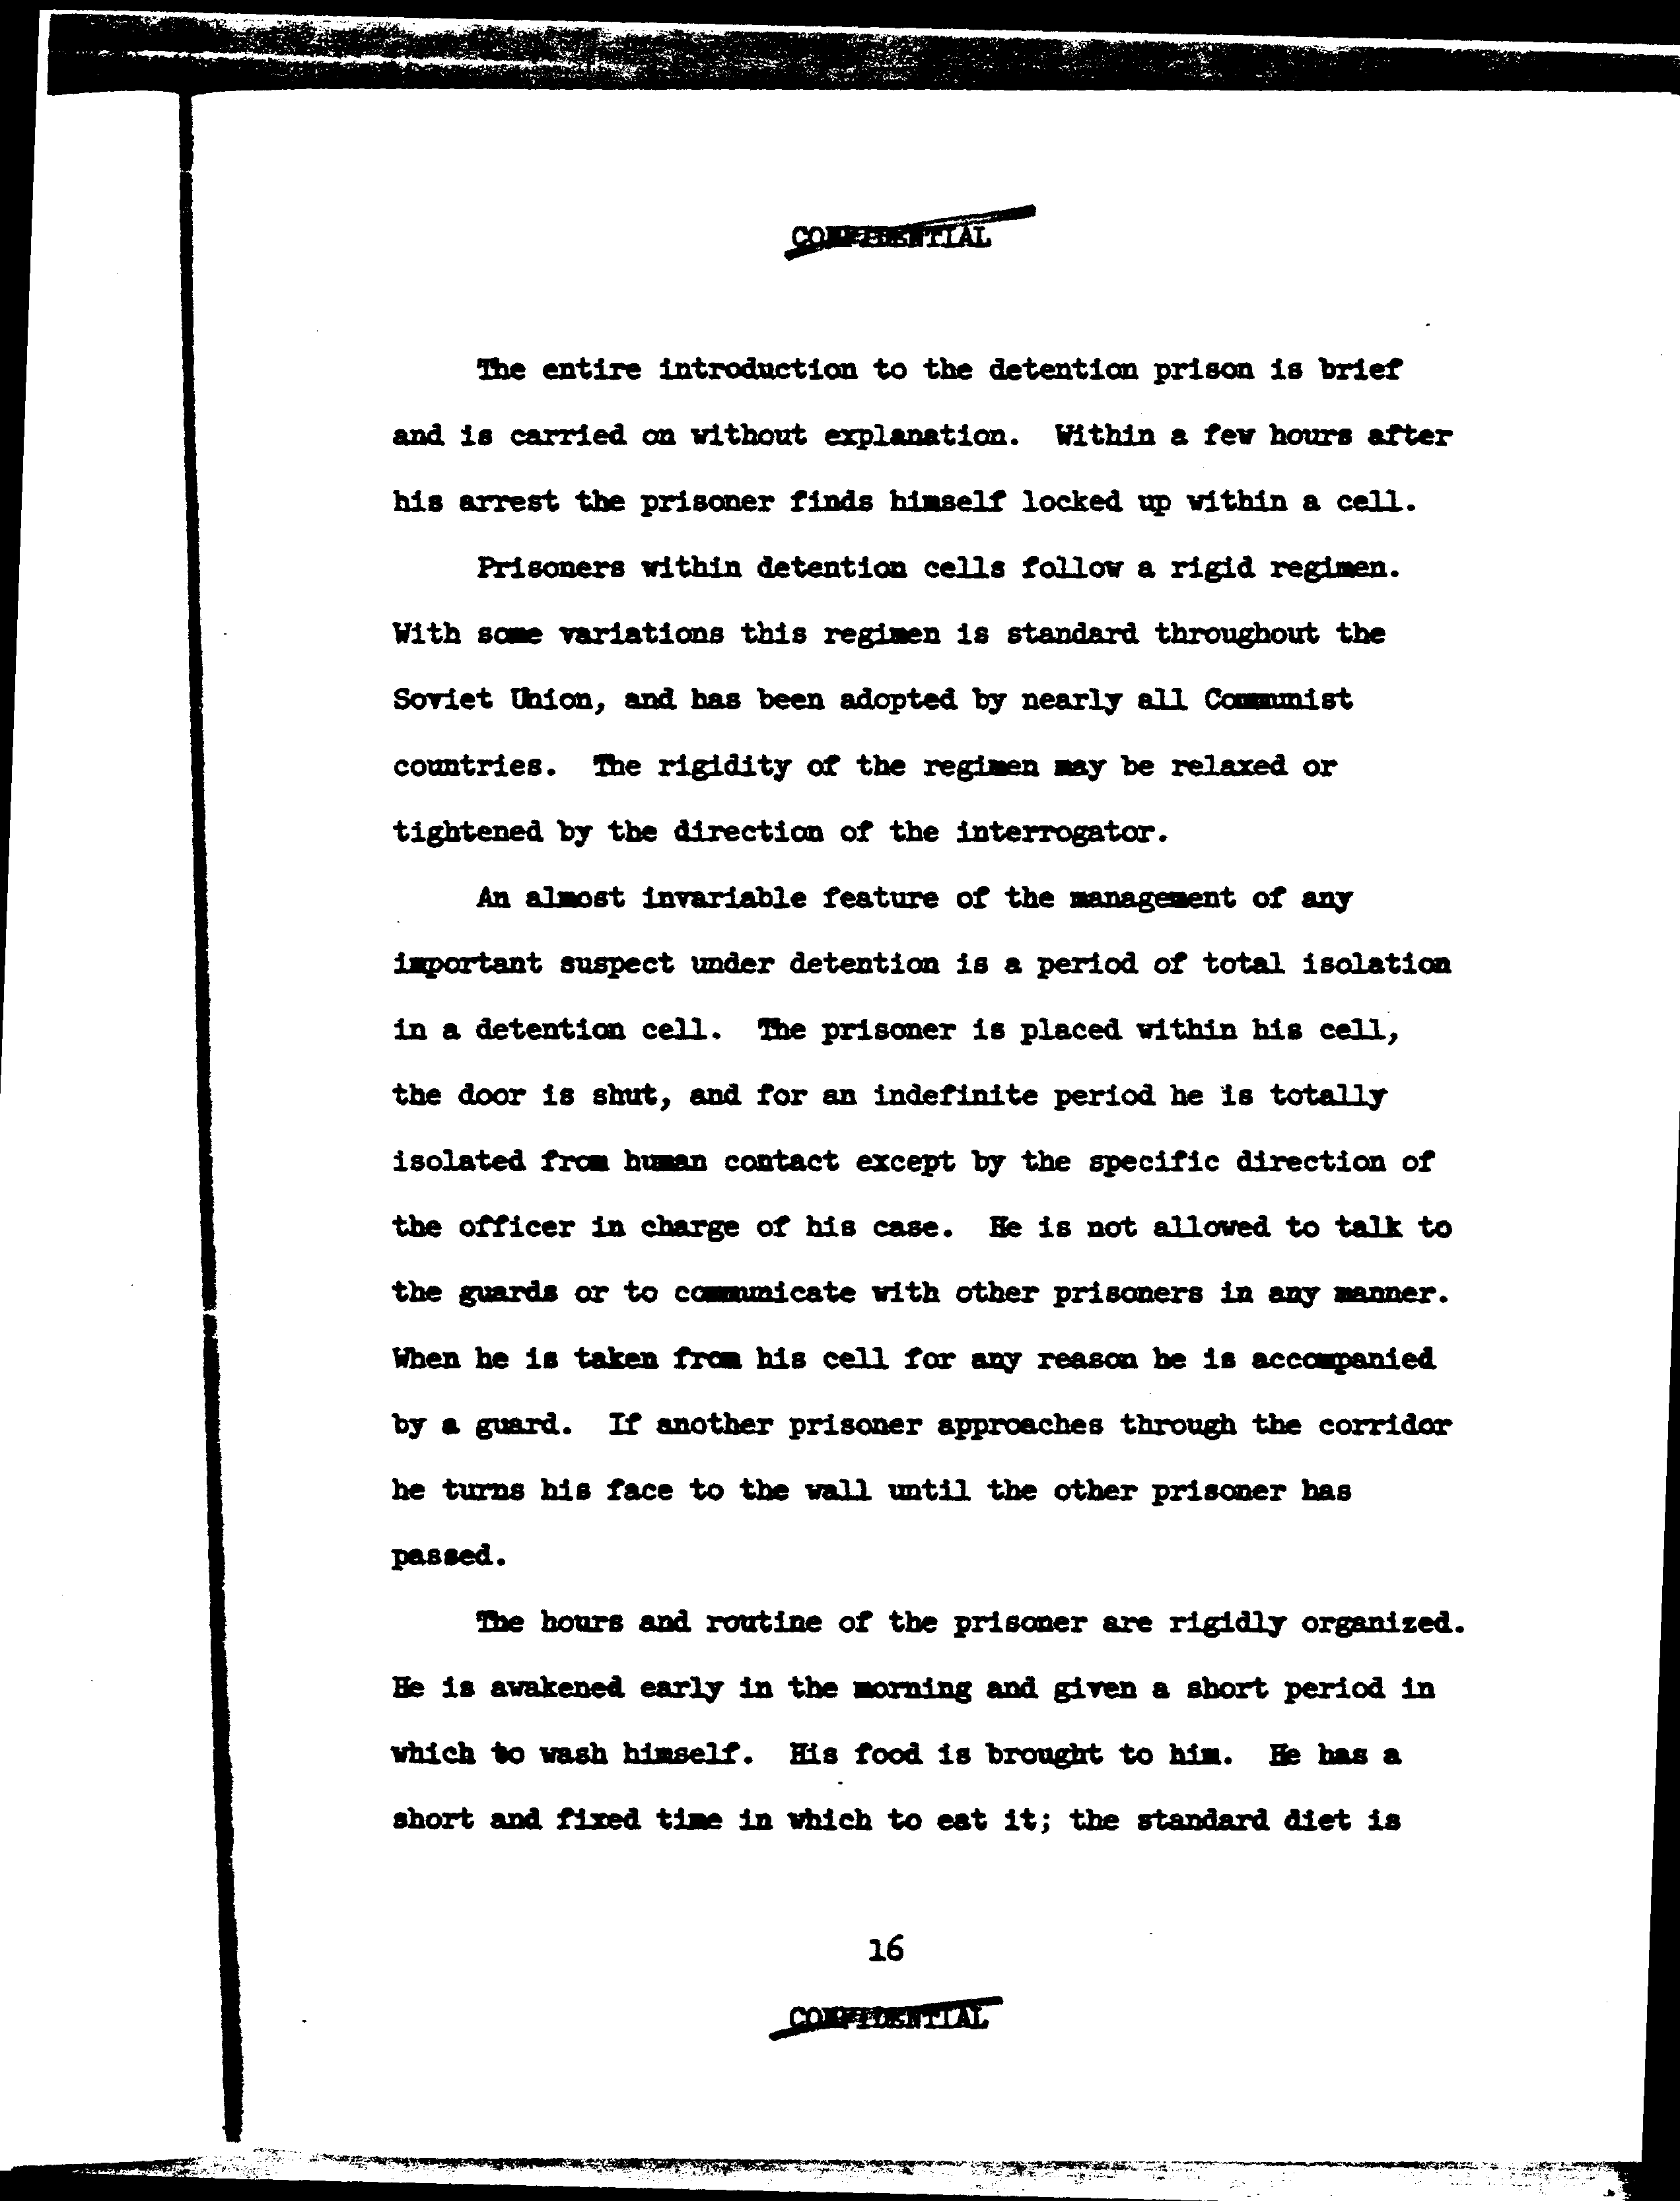 CONFIDENTIAL
The entire introduction to the detention prison is brief
and is carried on without explanation. Within a few hours after
his arrest the prisoner finds himself locked up within a cell.
Prisoners within detention cells follow a rigid regimen.
With some variations this regimen is standard throughout the
Soviet Union, and has been adopted by nearly all Communist
countries. The rigidity of the regimen may be relaxed or
tightened by the direction of the interrogator.
An almost invariable feature of the management of any
important suspect under detention is a period of total isolation
in a detention cell. The prisoner is placed within his cell,
the door is shut, and for an indefinite period he is totally
isolated from human contact except by the specific direction of
the officer in charge of his case. He is not allowed to talk to
the guards or to communicate with other prisoners in any manner.
When he is taken from his cell for any reason he is accompanied
by a guard. If another prisoner approaches through the corridor
he turns his face to the wall until the other prisoner has
passed.
The hours and routine of the prisoner are rigidly organized.
He is awakened early in the morning and given a short period in
which to wash himself. His food is brought to him. He has a
short and fixed time in which to eat it; the standard diet is
16
CONFIDENTIAL